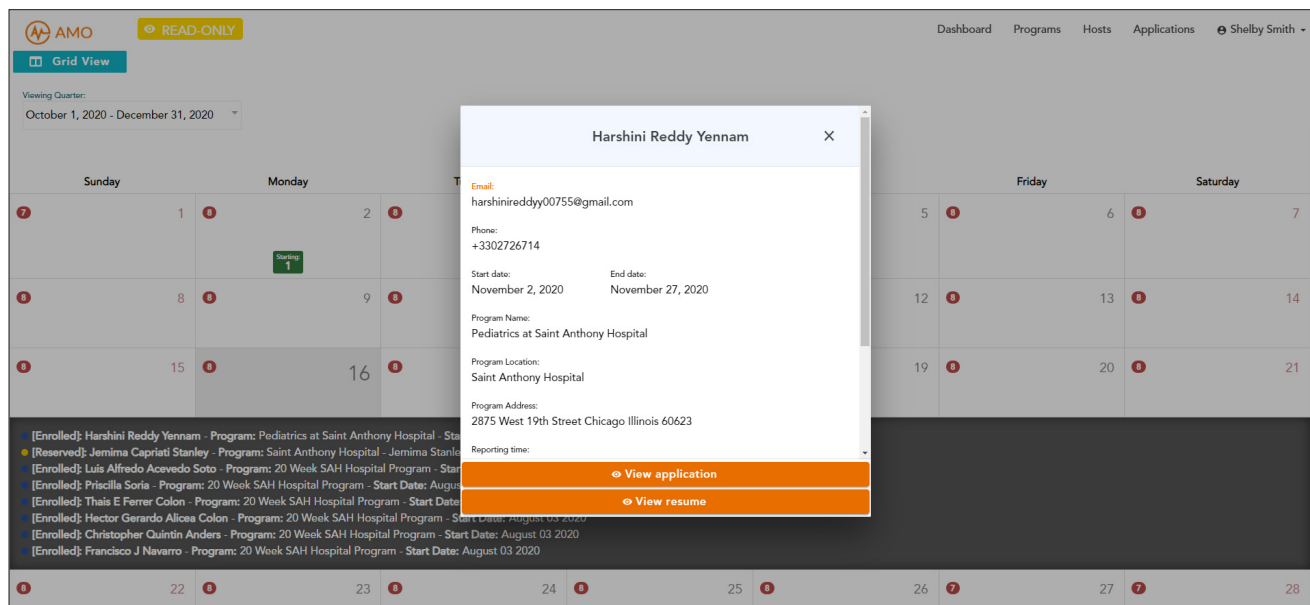 AMO READ-ONLY Dashboard Programs Hosts Applications Shelby Smith
Grid View
Viewing Quarter:
October 1, 2020 - December 31, 2020
Harshini Reddy Yennam
Sunday Monday Friday Saturday
Email:
harshinireddyy00755@gmail.com
7 1 8 2 8 5 8 6 8 7
Phone:
+3302726714
Starting:
1
Start date: End date:
November 2, 2020 November 27, 2020
8 8 8 9 8 12 8 13 8 14
Program Name:
Pediatrics at Saint Anthony Hospital
Program Location:
Saint Anthony Hospital
8 15 8 16 8 19 8 20 8 21
Program Address:
2875 West 19th Street Chicago Illinois 60623
Reporting time:
[Enrolled]: Harshini Reddy Yennam - Program: Pediatrics at Saint Anthony Hospital - Sta
[Reserved]: Jemima Capriati Stanley - Program: Saint Anthony Hospital - Jemima Stanle
[Enrolled]: Luis Alfredo Acevedo Soto - Program: 20 Week SAH Hospital Program - Star
[Enrolled]: Priscilla Soria - Program: 20 Week SAH Hospital Program - Start Date: Augus
[Enrolled]: Thais E Ferrer Colon - Program: 20 Week SAH Hospital Program - Start Date
[Enrolled]: Hector Gerardo Alicea Colon - Program: 20 Week SAH Hospital Program - Start Date: August 03 2020
[Enrolled]: Christopher Quintin Anders - Program: 20 Week SAH Hospital Program - Start Date: August 03 2020
[Enrolled]: Francisco J Navarro - Program: 20 Week SAH Hospital Program - Start Date: August 03 2020
View application
View resume
8 22 8 23 8 24 8 25 8 26 7 27 7 28